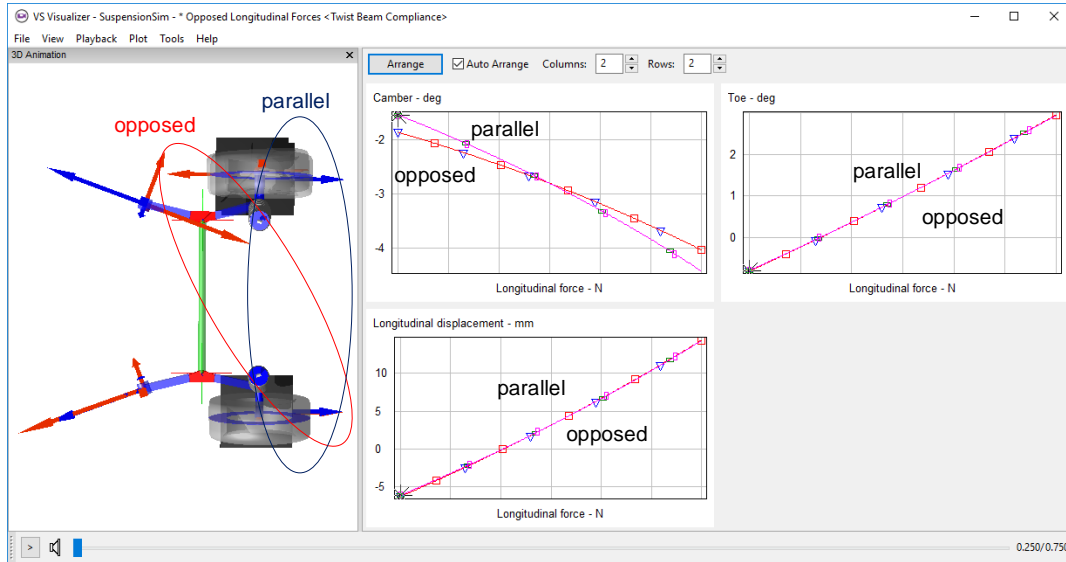 VS Visualizer - SuspensionSim - * Opposed Longitudinal Forces <Twist Beam Compliance>
File View Playback Plot Tools Help
3D Animation
parallel
opposed
Arrange Auto Arrange Columns: 2 Rows: 2
Camber - deg
parallel
opposed
-2
-3
-4
Longitudinal force - N
Toe - deg
parallel
opposed
2
1
0
Longitudinal force - N
Longitudinal displacement - mm
parallel
opposed
10
5
0
-5
Longitudinal force - N
0.250/0.750